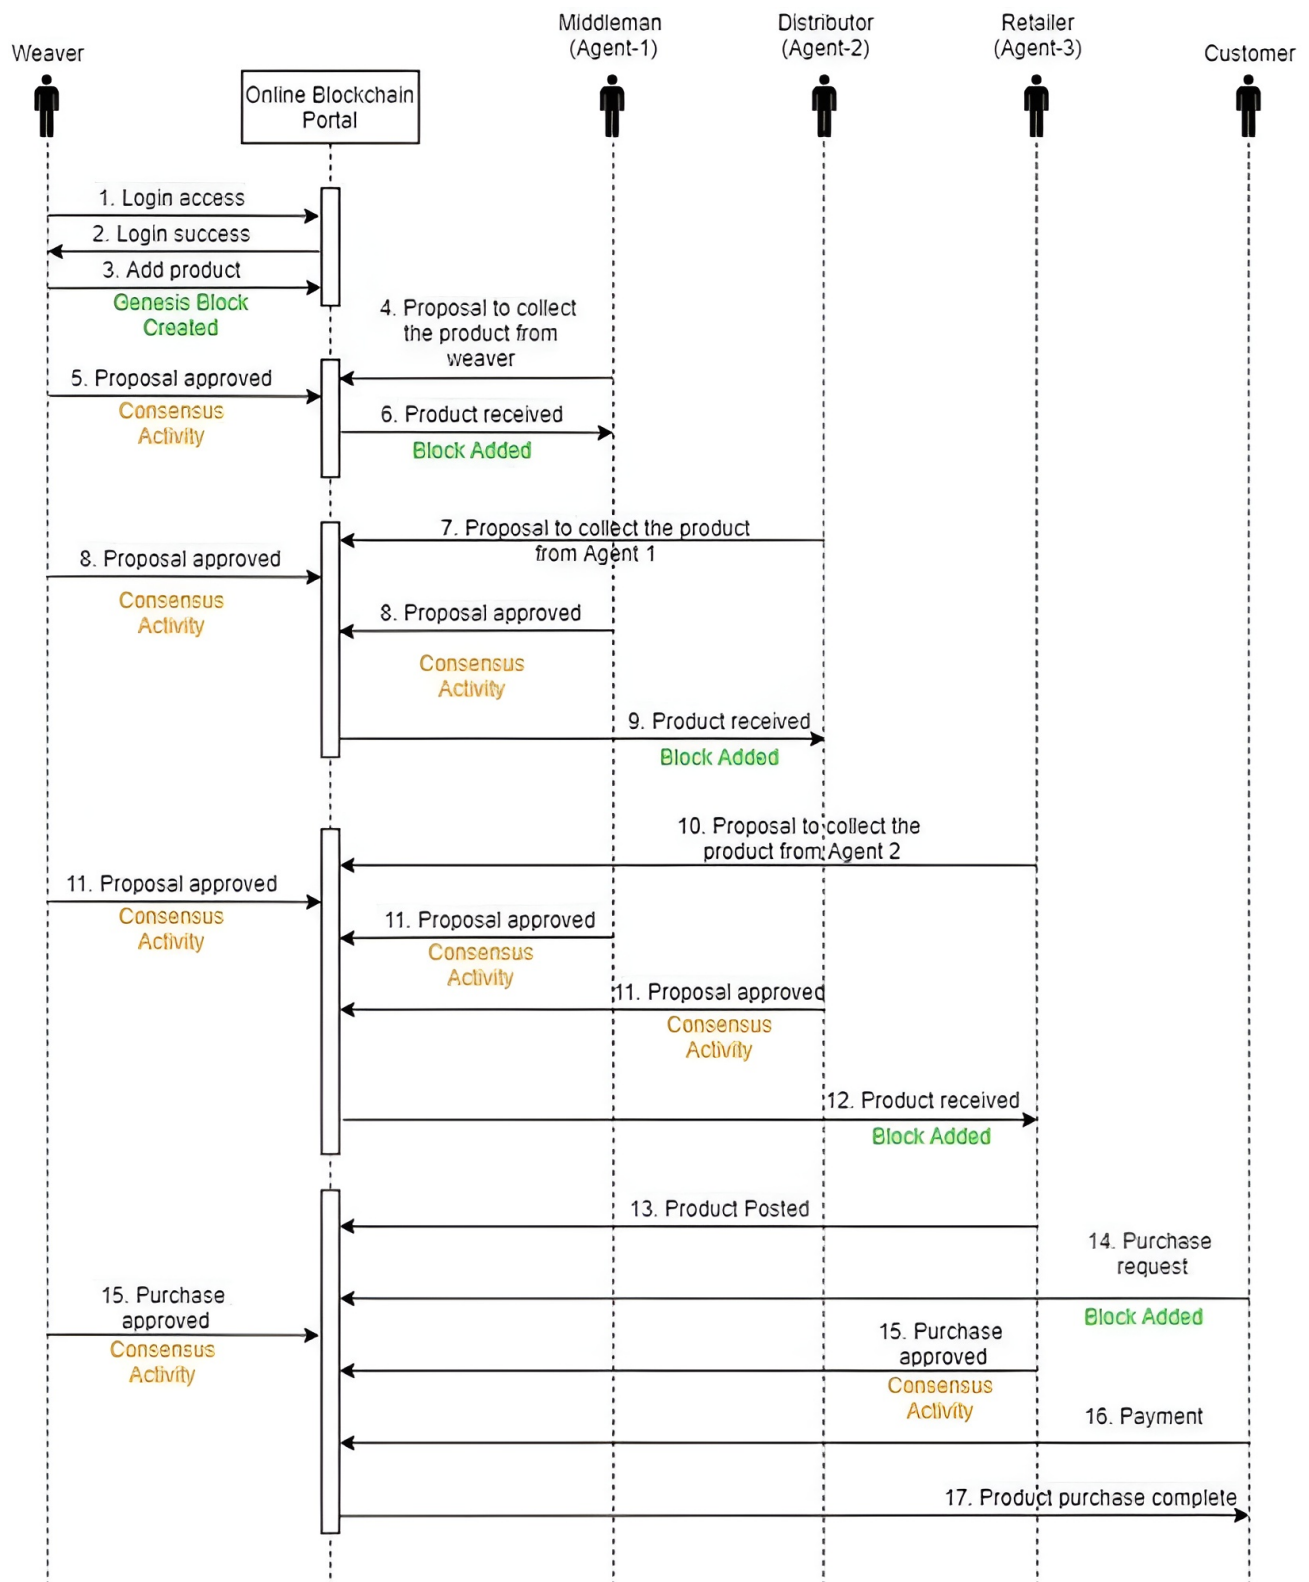 Weaver
Online Blockchain
Portal
Middleman
(Agent-1)
Distributor
(Agent-2)
Retailer
(Agent-3)
Customer
1. Login access
2. Login success
3. Add product
Genesis Block
Created
4. Proposal to collect
the product from
weaver
5. Proposal approved
Consensus
Activity
6. Product received
Block Added
7. Proposal to collect the product
from Agent 1
8. Proposal approved
Consensus
Activity
8. Proposal approved
Consensus
Activity
9. Product received
Block Added
10. Proposal to collect the
product from Agent 2
11. Proposal approved
Consensus
Activity
11. Proposal approved
Consensus
Activity
11. Proposal approved
Consensus
Activity
12. Product received
Block Added
13. Product Posted
14. Purchase
request
Block Added
15. Purchase
approved
Consensus
Activity
15. Purchase
approved
Consensus
Activity
16. Payment
17. Product purchase complete